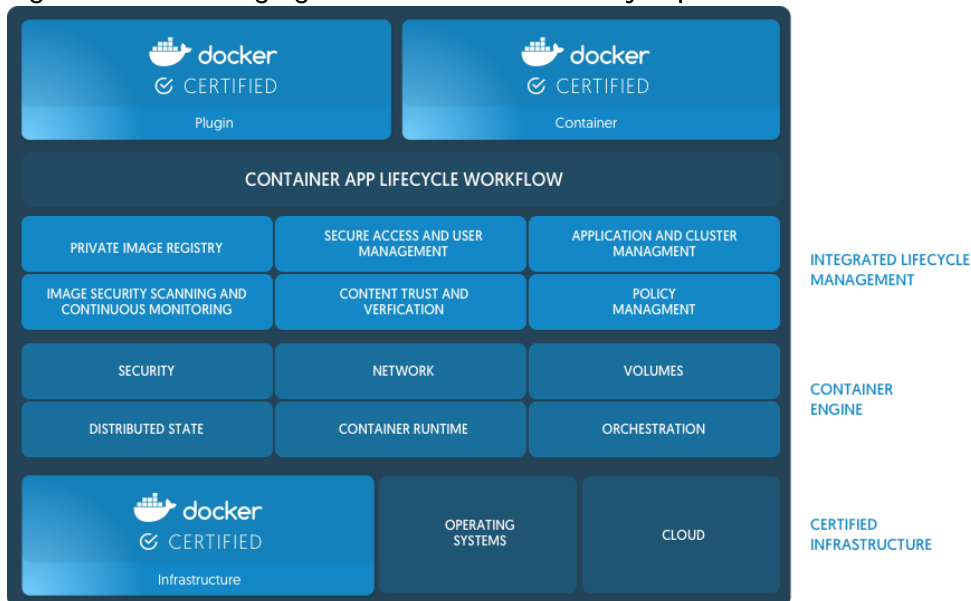 docker
CERTIFIED
Plugin
docker
CERTIFIED
Container
CONTAINER APP LIFECYCLE WORKFLOW
PRIVATE IMAGE REGISTRY
SECURE ACCESS AND USER
MANAGEMENT
APPLICATION AND CLUSTER
MANAGMENT
IMAGE SECURITY SCANNING AND
CONTINUOUS MONITORING
CONTENT TRUST AND
VERFICATION
POLICY
MANAGMENT
INTEGRATED LIFECYCLE
MANAGEMENT
SECURITY
NETWORK
VOLUMES
DISTRIBUTED STATE
CONTAINER RUNTIME
ORCHESTRATION
CONTAINER
ENGINE
docker
CERTIFIED
Infrastructure
OPERATING
SYSTEMS
CLOUD
CERTIFIED
INFRASTRUCTURE